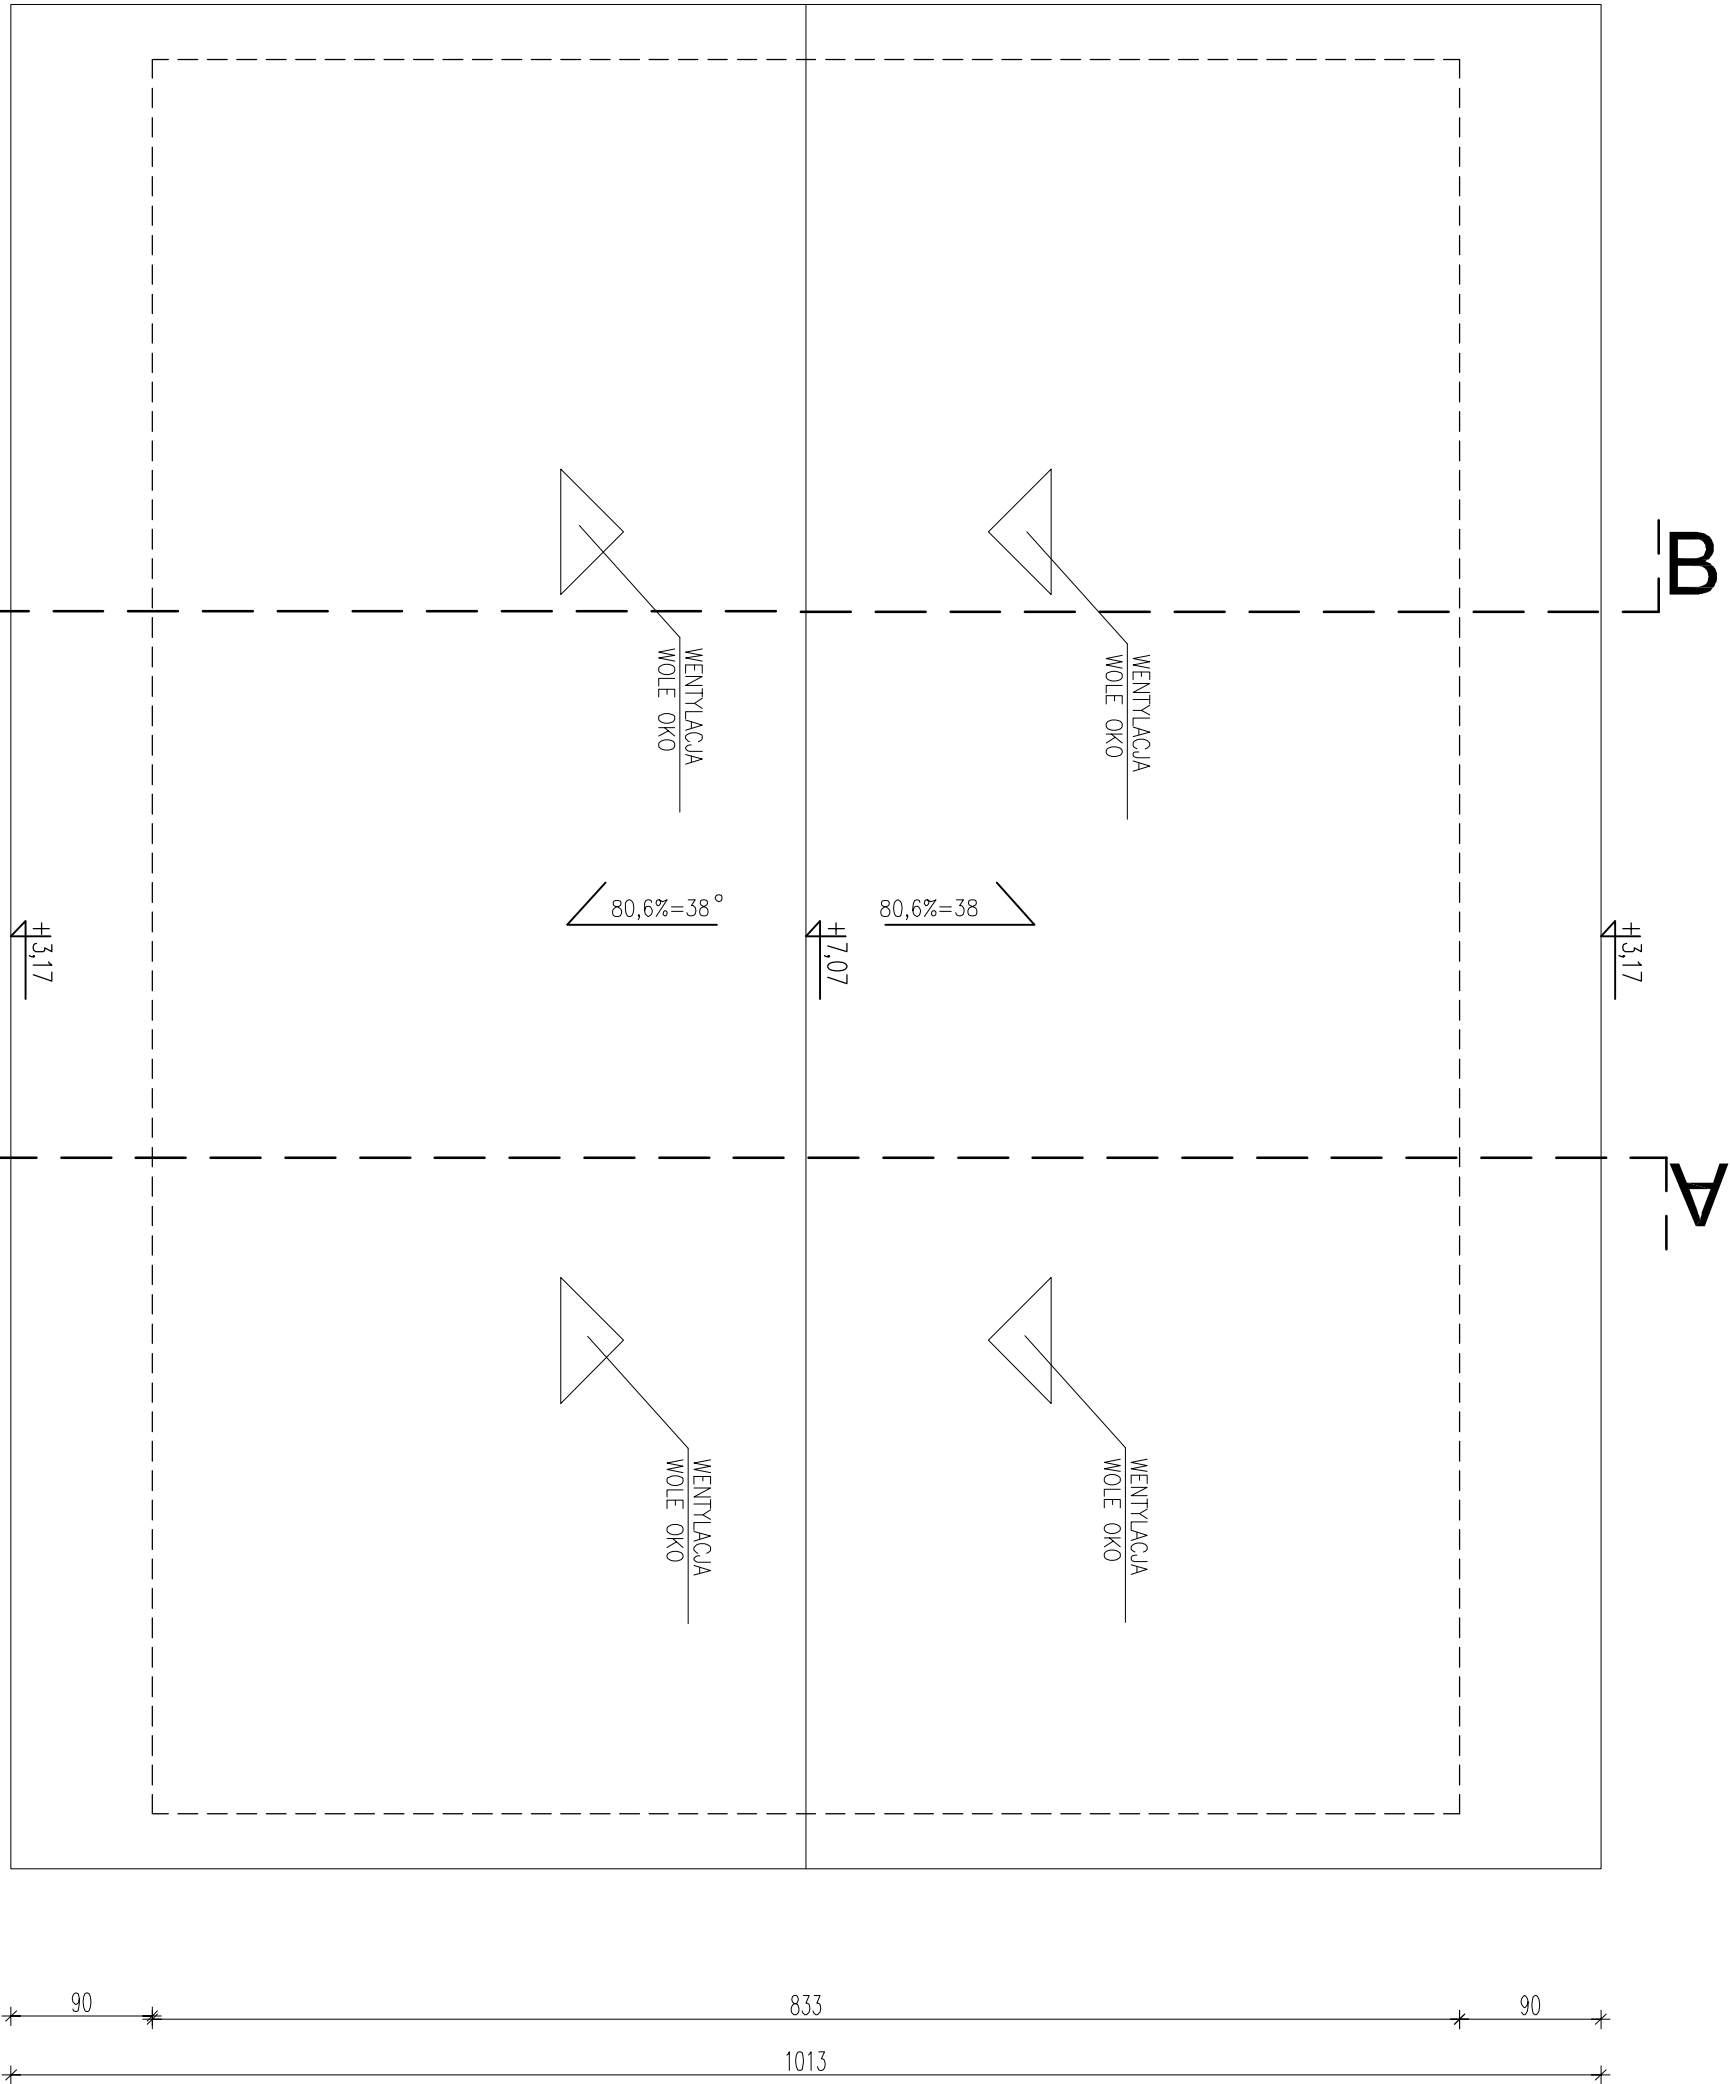 B
WENTYLACJA
WOLE OKO
WENTYLACJA
WOLE OKO
80,6%=38°
80,6%=38
+3,17
+7,07
+3,17
A
WENTYLACJA
WOLE OKO
WENTYLACJA
WOLE OKO
90
833
90
1013